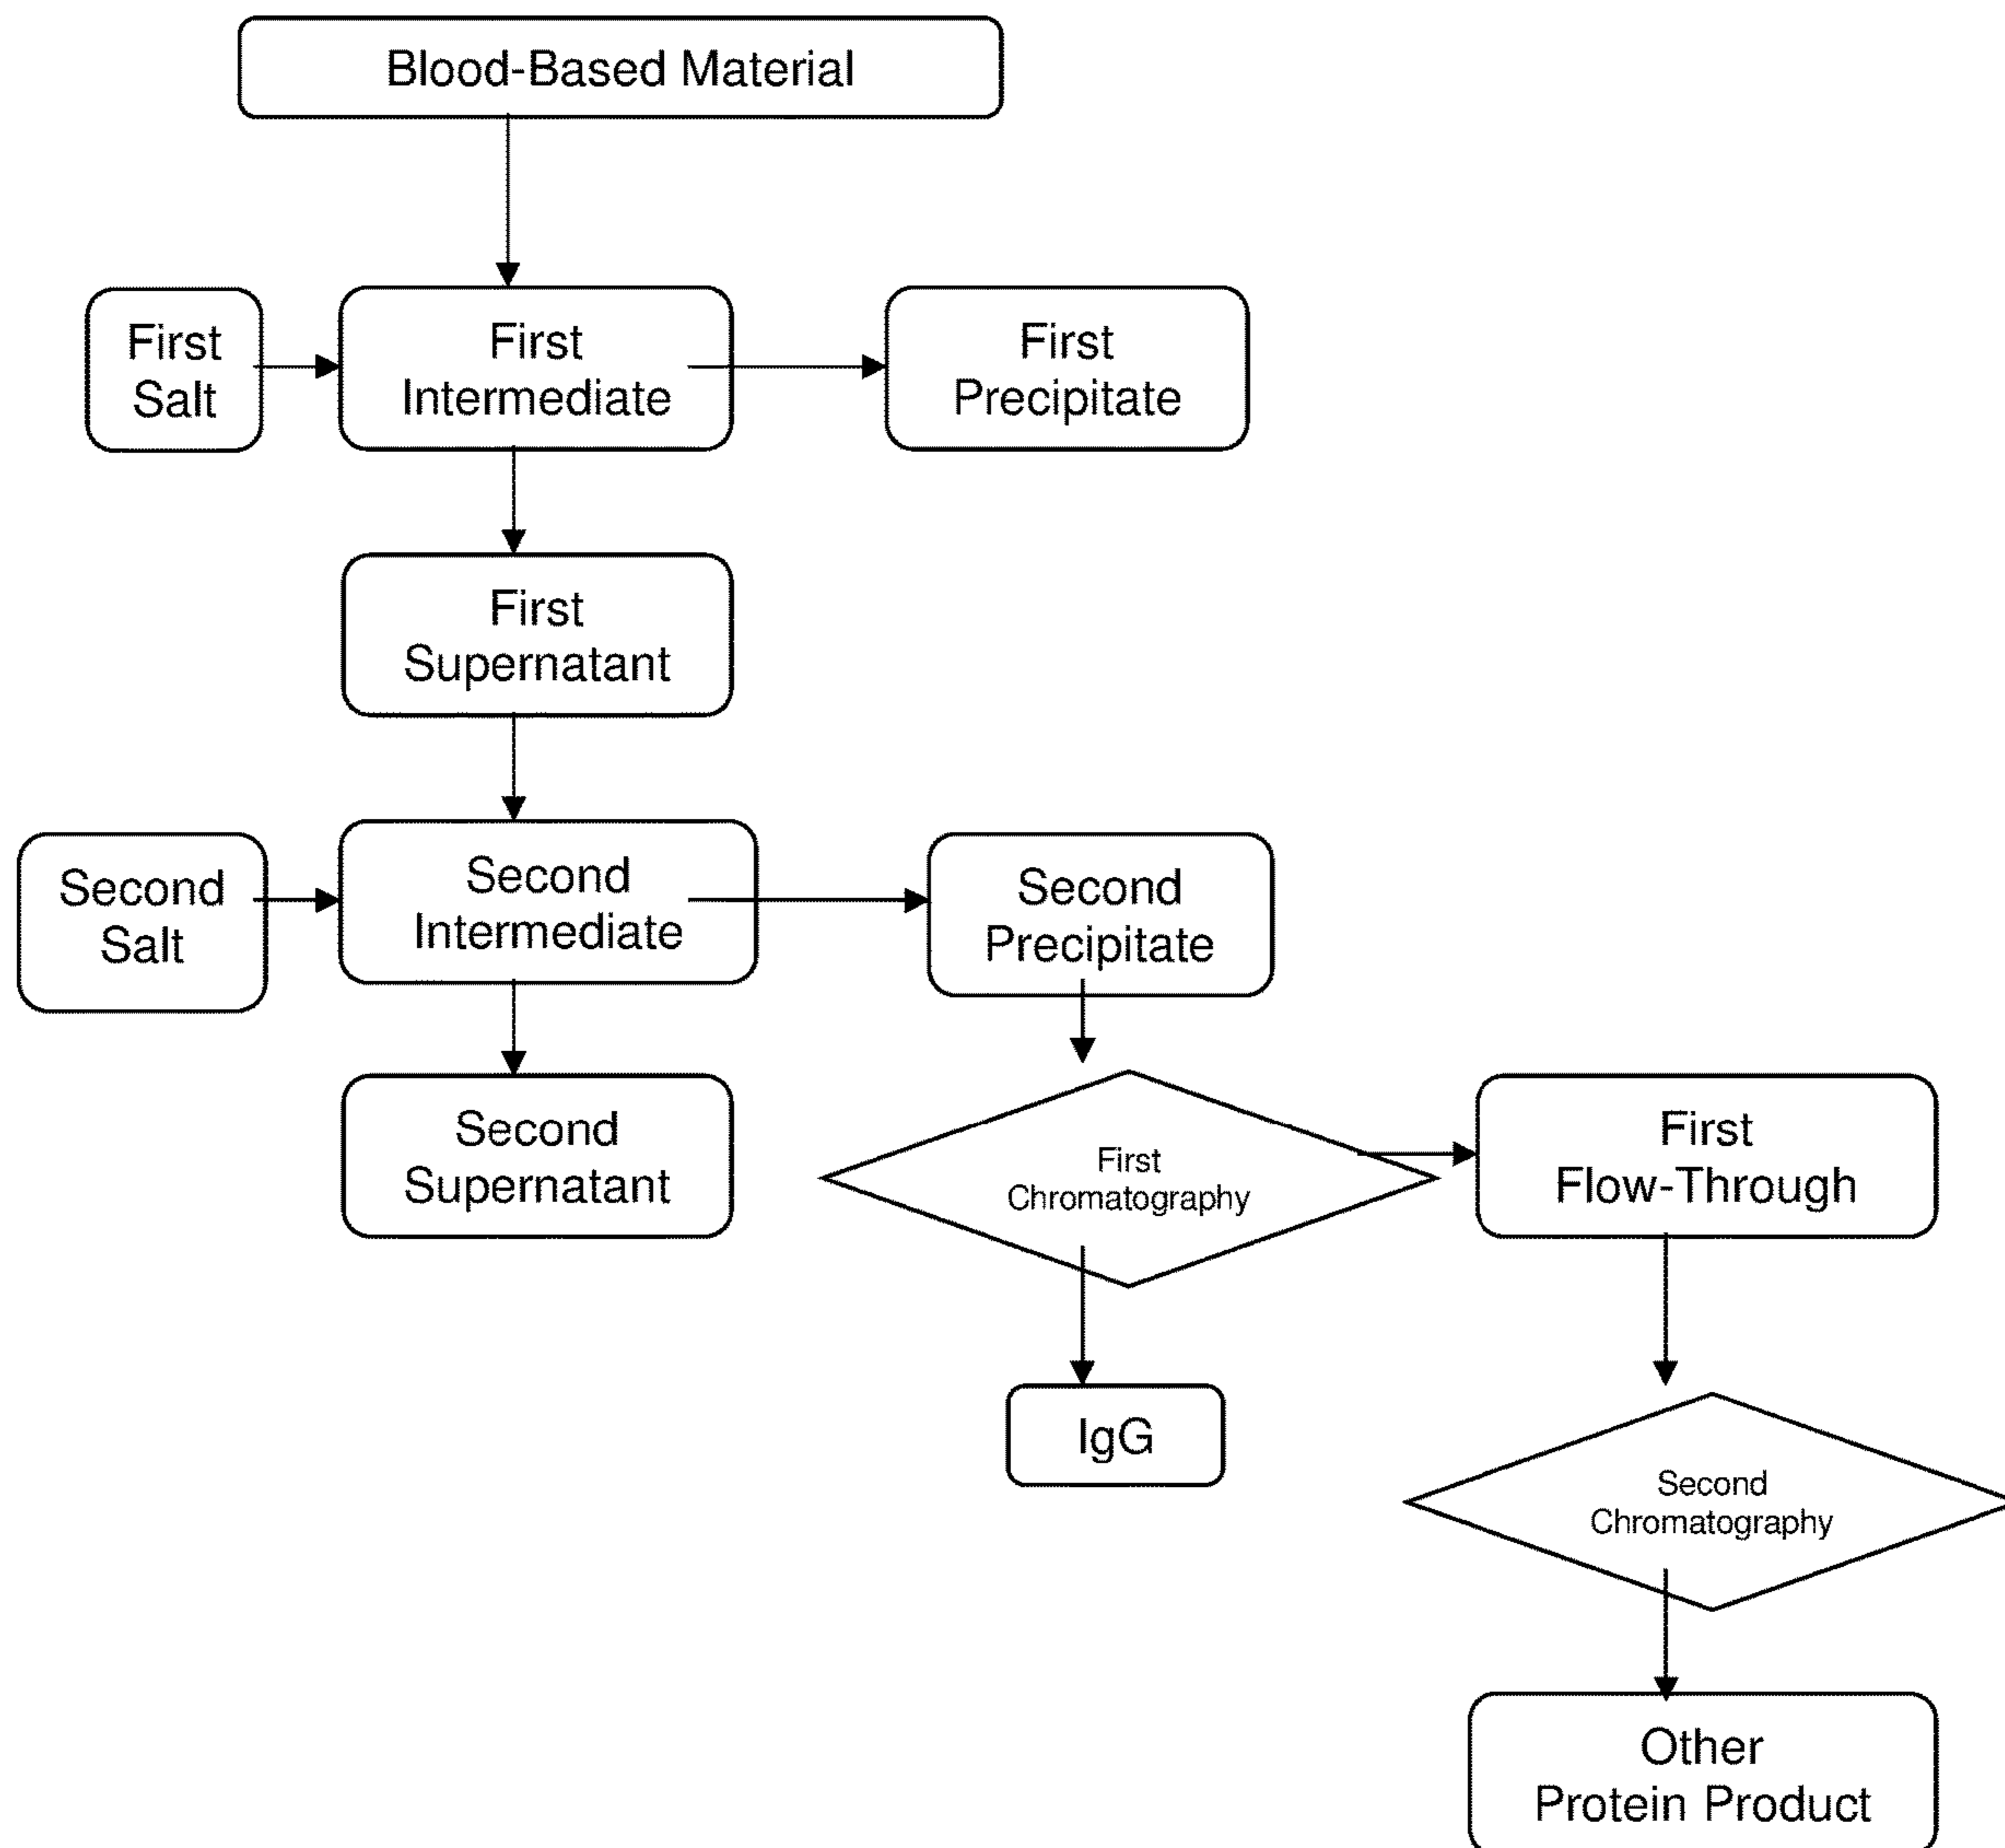 Blood-Based Material
First
Salt
First
Intermediate
First
Precipitate
First
Supernatant
Second
Salt
Second
Intermediate
Second
Precipitate
Second
Supernatant
First
Chromatography
First
Flow-Through
IgG
Second
Chromatography
Other
Protein Product